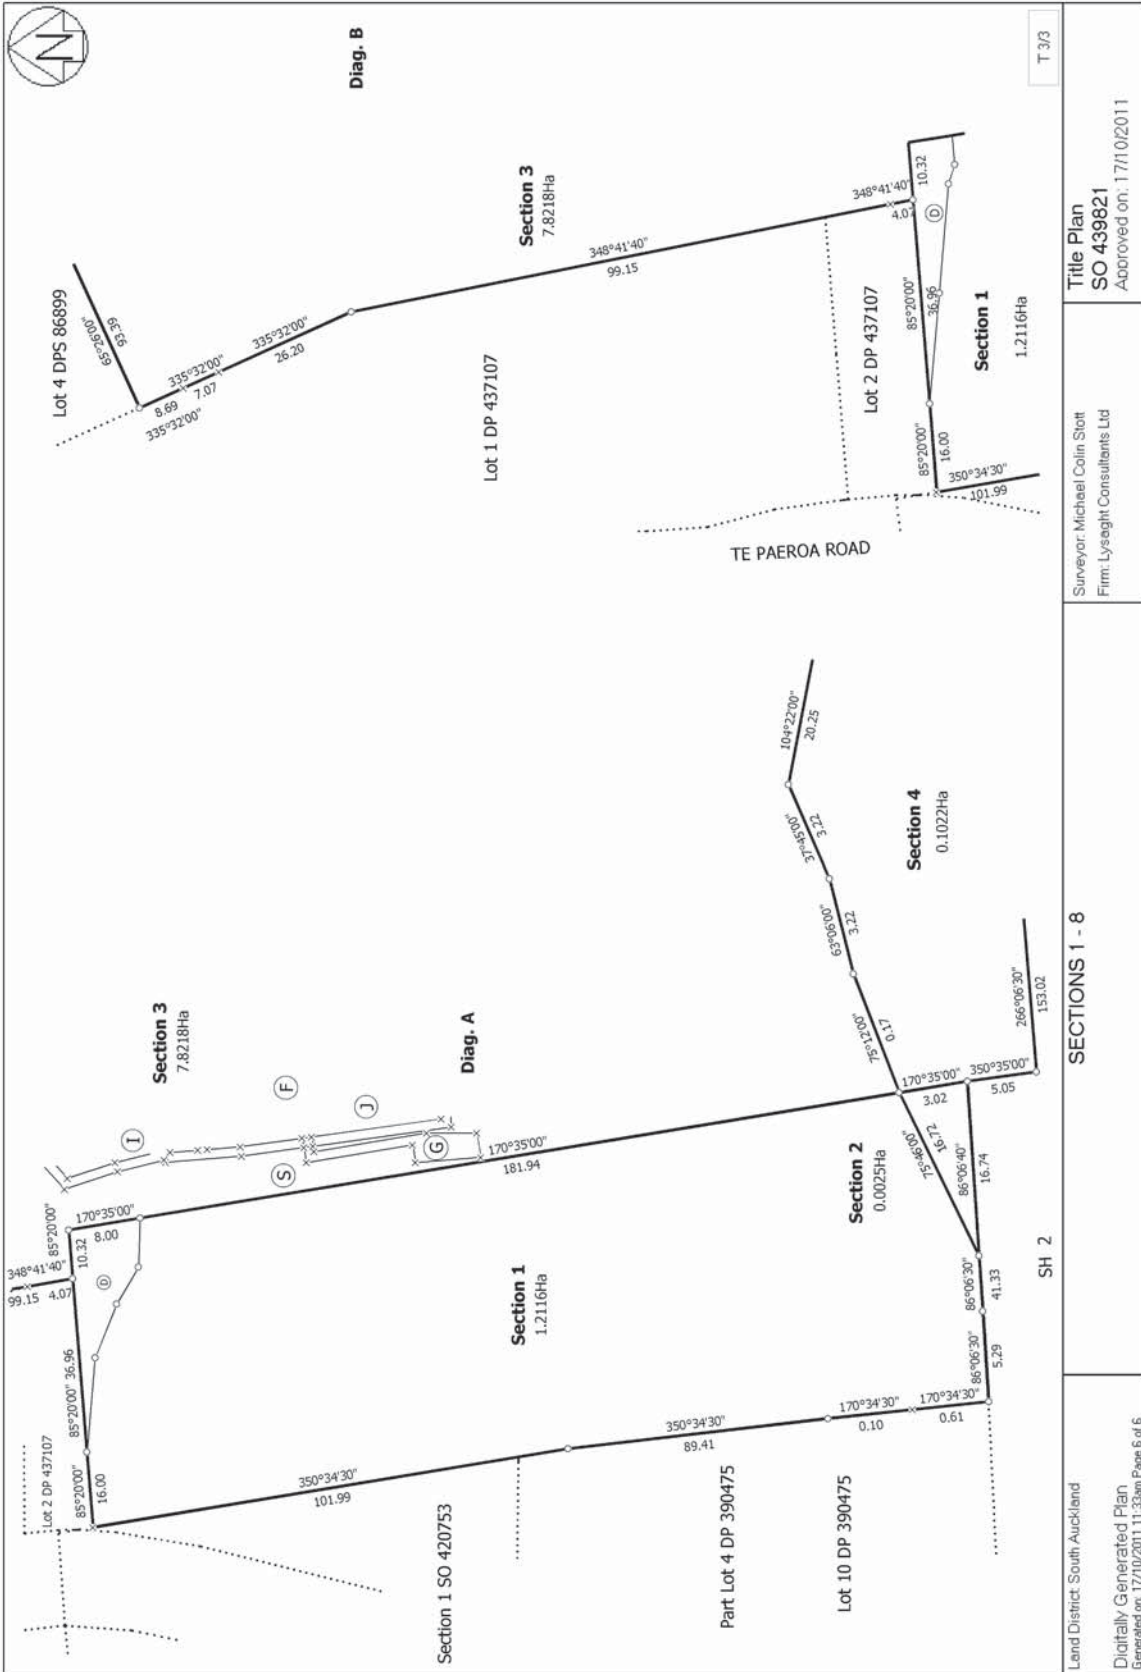 N
Diag. B
Lot 4 DPS 86899
65°26'00"
93.39
8.69
335°32'00"
335°32'00"
7.07
335°32'00"
26.20
Section 3
7.8218Ha
348°41'40"
99.15
Lot 1 DP 437107
348°41'40"
4.07
10.32
D
Lot 2 DP 437107
85°20'00"
36.96
Section 1
1.2116Ha
85°20'00"
16.00
350°34'30"
101.99
TE PAEROA ROAD
T 3/3
Section 3
7.8218Ha
Diag. A
I
F
J
S
G
170°35'00"
181.94
348°41'40"
99.15
4.07
85°20'00"
10.32
170°35'00"
8.00
D
Lot 2 DP 437107
85°20'00"
36.96
85°20'00"
16.00
Section 1
1.2116Ha
350°34'30"
101.99
Section 1 SO 420753
350°34'30"
89.41
Part Lot 4 DP 390475
Lot 10 DP 390475
170°34'30"
0.10
170°34'30"
0.61
86°06'30"
5.29
86°06'30"
41.33
Section 2
0.0025Ha
75°46'00"
16.72
86°06'40"
16.74
170°35'00"
3.02
350°35'00"
5.05
75°12'00"
0.17
63°06'00"
3.22
37°45'00"
3.22
104°22'00"
20.25
Section 4
0.1022Ha
266°06'30"
153.02
SH 2
Land District: South Auckland
Digitally Generated Plan
Generated on: 17/10/2011 11:33am Page 6 of 6
SECTIONS 1 - 8
Surveyor: Michael Colin Stott
Firm: Lysaght Consultants Ltd
Title Plan
SO 439821
Approved on: 17/10/2011